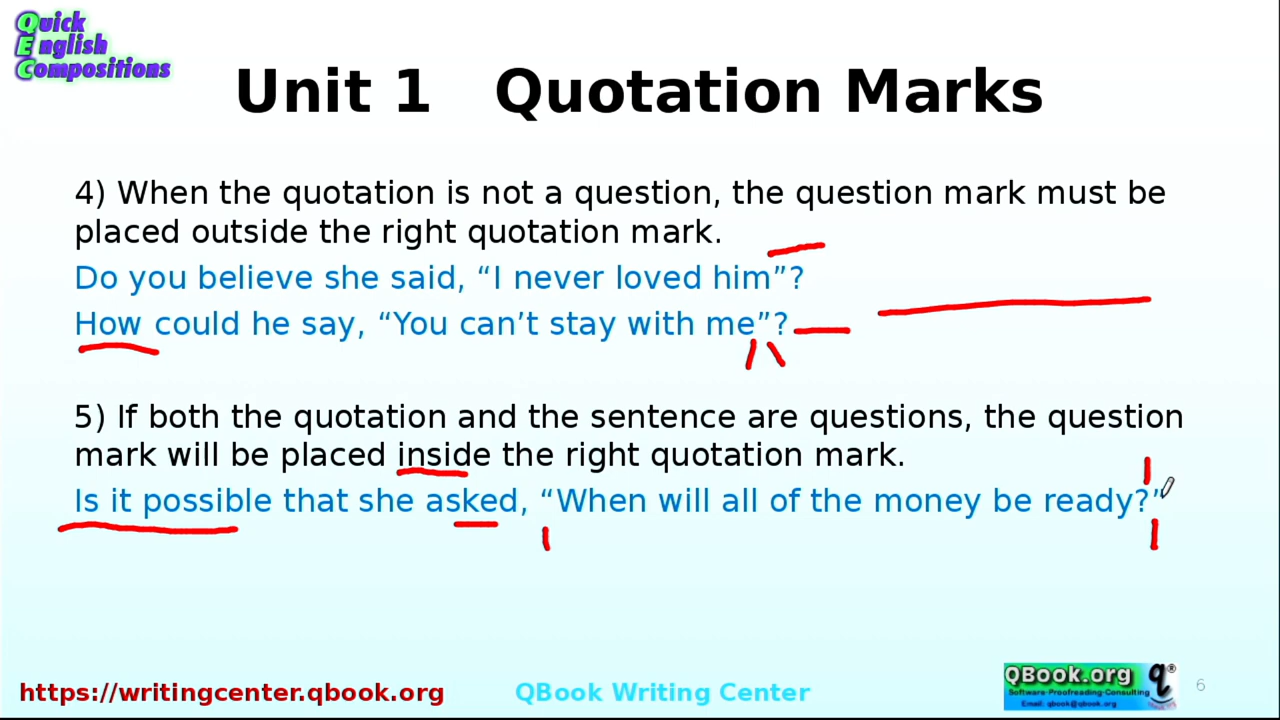 Quick
English
Compositions
Unit 1 Quotation Marks
4) When the quotation is not a question, the question mark must be
placed outside the right quotation mark.
Do you believe she said, “I never loved him”?
How could he say, “You can’t stay with me”?
5) If both the quotation and the sentence are questions, the question
mark will be placed inside the right quotation mark.
Is it possible that she asked, “When will all of the money be ready?”
https://writingcenter.qbook.org
QBook Writing Center
QBook.org
Software-Proofreading-Consulting
Email: qbook@qbook.org
q®
6